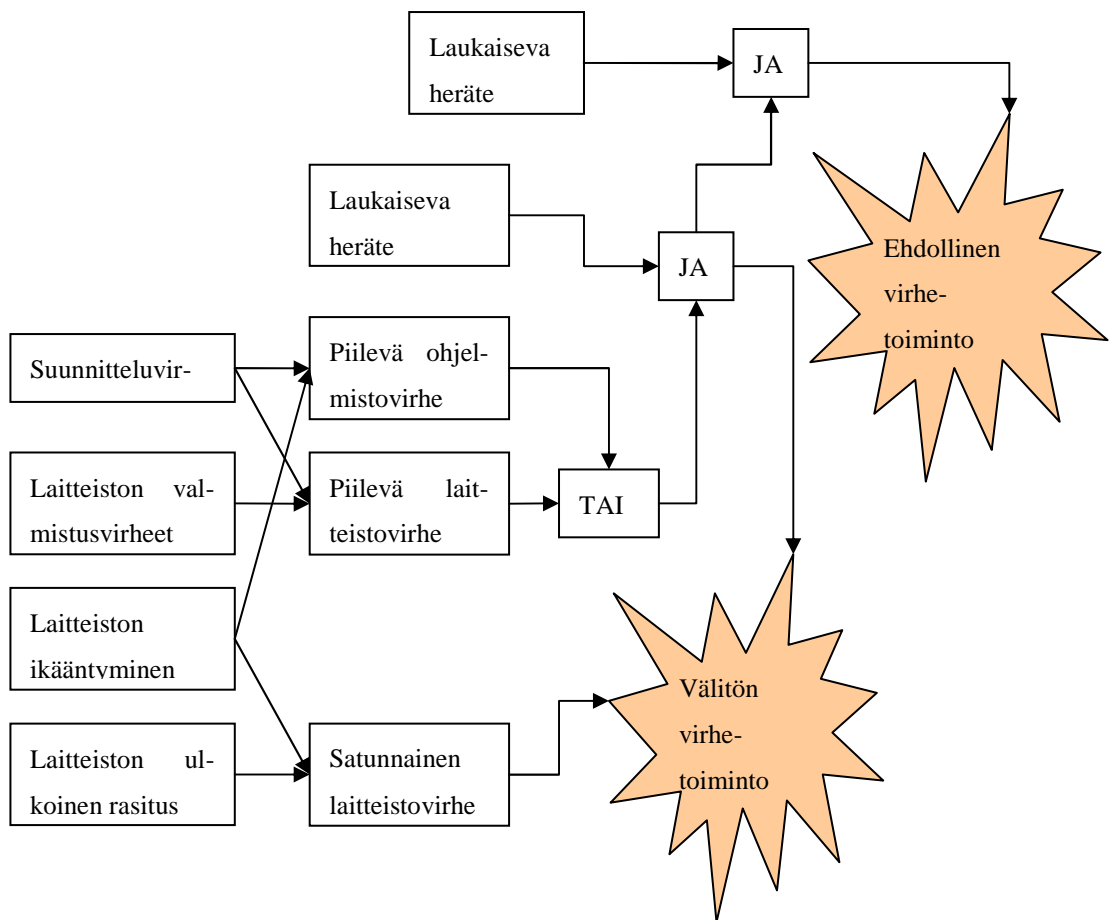 Laukaiseva
heräte
JA
Laukaiseva
heräte
JA
Ehdollinen
virhe-
toiminto
Suunnitteluvir-
Piilevä ohjel-
mistovirhe
Laitteiston val-
mistusvirheet
Piilevä lait-
teistovirhe
TAI
Laitteiston
ikääntyminen
Välitön
virhe-
toiminto
Laitteiston ul-
koinen rasitus
Satunnainen
laitteistovirhe